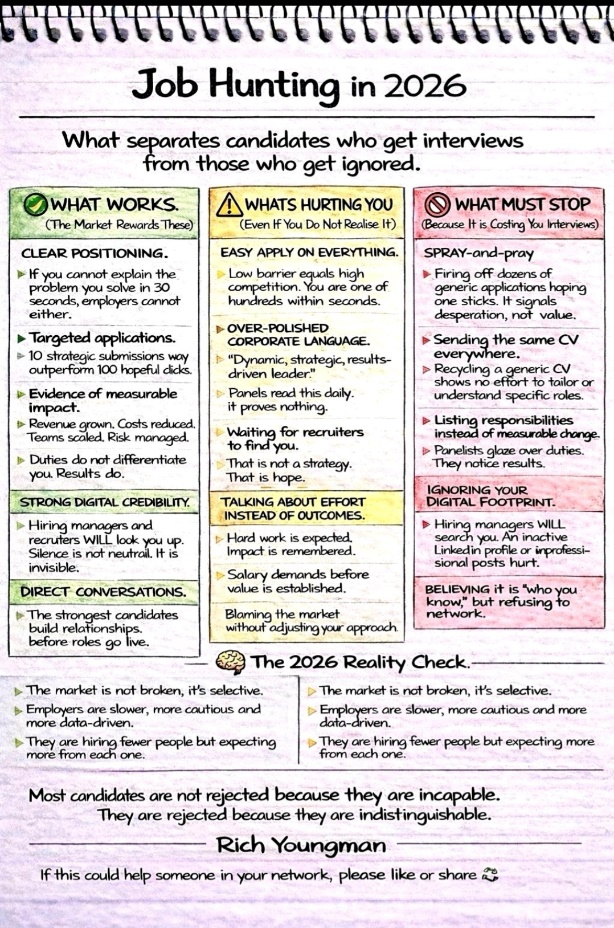 Job Hunting in 2026
What separates candidates who get interviews
from those who get ignored.
WHAT WORKS.
(The Market Rewards These)
CLEAR POSITIONING.
If you cannot explain the
problem you solve in 30
seconds, employers cannot
either.
Targeted applications.
10 strategic submissions way
outperform 100 hopeful clicks.
Evidence of measurable
impact.
Revenue grown. Costs reduced.
Teams scaled. Risk managed.
Duties do not differentiate
you. Results do.
STRONG DIGITAL CREDIBILITY.
Hiring managers and
recruters WILL look you up.
Silence is not neutrail. It is
invisible.
DIRECT CONVERSATIONS.
The strongest candidates
build relationships.
before roles go live.
WHATS HURTING YOU
(Even If You Do Not Realise It)
EASY APPLY ON EVERYTHING.
Low barrier equals high
competition. You are one of
hundreds within seconds.
OVER-POLISHED
CORPORATE LANGUAGE.
"Dynamic, strategic, results-
driven leader."
Panels read this daily.
it proves nothing.
Waiting for recruiters
to find you.
That is not a strategy.
That is hope.
TALKING ABOUT EFFORT
INSTEAD OF OUTCOMES.
Hard work is expected.
Impact is remembered.
Salary demands before
value is established.
Blaming the market
without adjusting your approach
WHAT MUST STOP
(Because It is Costing You Interviews)
SPRAY-and-pray
Firing off dozens of
generic applications hoping
one sticks. It signals
desperation, not value.
Sending the same CV
everywhere.
Recycling a generic CV
shows no effort to tailor or
understand specific roles.
Listing responsibilities
instead of measurable change.
Panelists glaze over duties.
They notice results.
IGNORING YOUR
DIGITAL FOOTPRINT.
Hiring managers WILL
search you. An inactive
Linkedin profile or inprofessi-
sional posts hurt.
BELIEVING it is "who you
know," but refusing to
network.
The 2026 Reality Check.
The market is not broken, it's selective.
Employers are slower, more cautious and
more data-driven.
They are hiring fewer people but expecting
more from each one.
The market is not broken, it's selective.
Employers are slower, more cautious and more
data-driven.
They are hiring fewer people but expecting more
from each one.
Most candidates are not rejected because they are incapable.
They are rejected because they are indistinguishable.
Rich Youngman
If this could help someone in your network, please like or share